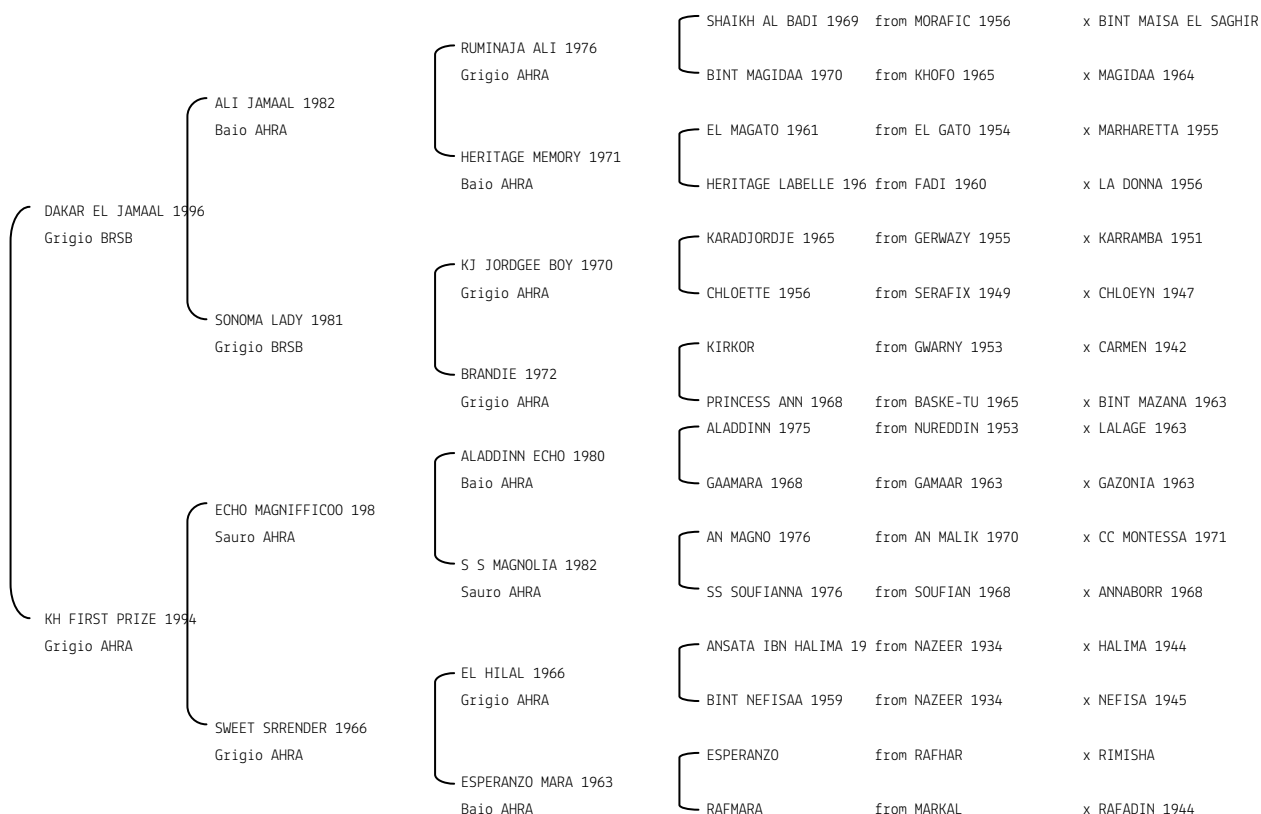 SHAIKH AL BADI 1969 from MORAFIC 1956 x BINT MAISA EL SAGHIR
RUMINAJA ALI 1976
Grigio AHRA BINT MAGIDAA 1970 from KHOFO 1965 x MAGIDAA 1964
ALI JAMAAL 1982
Baio AHRA EL MAGATO 1961 from EL GATO 1954 x MARHARETTA 1955
HERITAGE MEMORY 1971
Baio AHRA HERITAGE LABELLE 196 from FADI 1960 x LA DONNA 1956
DAKAR EL JAMAAL 1996
Grigio BRSB KARADJORDJE 1965 from GERWAZY 1955 x KARRAMBA 1951
KJ JORDGEE BOY 1970
Grigio AHRA CHLOETTE 1956 from SERAFIX 1949 x CHLOEYN 1947
SONOMA LADY 1981
Grigio BRSB KIRKOR from GWARNY 1953 x CARMEN 1942
BRANDIE 1972
Grigio AHRA PRINCESS ANN 1968 from BASKE-TU 1965 x BINT MAZANA 1963
ALADDINN 1975 from NUREDDIN 1953 x LALAGE 1963
ALADDINN ECHO 1980
Baio AHRA GAAMARA 1968 from GAMAAR 1963 x GAZONIA 1963
ECHO MAGNIFFICOO 198
Sauro AHRA AN MAGNO 1976 from AN MALIK 1970 x CC MONTESSA 1971
S S MAGNOLIA 1982
Sauro AHRA SS SOUFIANNA 1976 from SOUFIAN 1968 x ANNABORR 1968
KH FIRST PRIZE 1994
Grigio AHRA ANSATA IBN HALIMA 19 from NAZEER 1934 x HALIMA 1944
EL HILAL 1966
Grigio AHRA BINT NEFISAA 1959 from NAZEER 1934 x NEFISA 1945
SWEET SRRENDER 1966
Grigio AHRA ESPERANZO from RAFHAR x RIMISHA
ESPERANZO MARA 1963
Baio AHRA RAFMARA from MARKAL x RAFADIN 1944